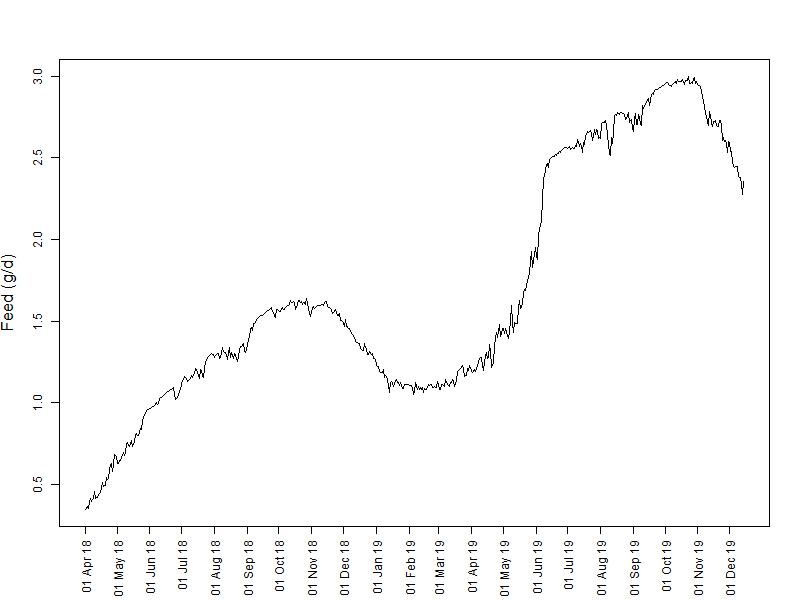 Feed (g/d)
3.0
2.5
2.0
1.5
1.0
0.5
01 Apr 18
01 May 18
01 Jun 18
01 Jul 18
01 Aug 18
01 Sep 18
01 Oct 18
01 Nov 18
01 Dec 18
01 Jan 19
01 Feb 19
01 Mar 19
01 Apr 19
01 May 19
01 Jun 19
01 Jul 19
01 Aug 19
01 Sep 19
01 Oct 19
01 Nov 19
01 Dec 19